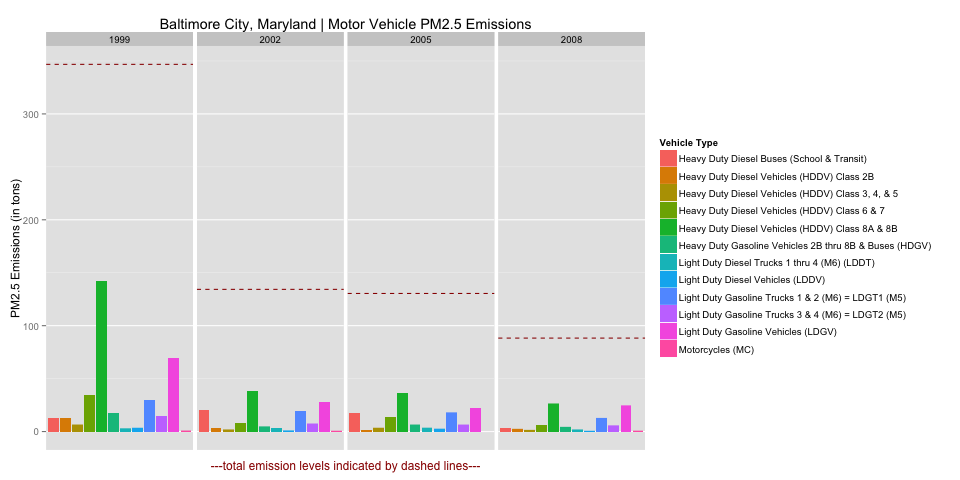 Baltimore City, Maryland | Motor Vehicle PM2.5 Emissions
1999
2002
2005
2008
PM2.5 Emissions (in tons)
300
200
100
0
Vehicle Type
Heavy Duty Diesel Buses (School & Transit)
Heavy Duty Diesel Vehicles (HDDV) Class 2B
Heavy Duty Diesel Vehicles (HDDV) Class 3, 4, & 5
Heavy Duty Diesel Vehicles (HDDV) Class 6 & 7
Heavy Duty Diesel Vehicles (HDDV) Class 8A & 8B
Heavy Duty Gasoline Vehicles 2B thru 8B & Buses (HDGV)
Light Duty Diesel Trucks 1 thru 4 (M6) (LDDT)
Light Duty Diesel Vehicles (LDDV)
Light Duty Gasoline Trucks 1 & 2 (M6) = LDGT1 (M5)
Light Duty Gasoline Trucks 3 & 4 (M6) = LDGT2 (M5)
Light Duty Gasoline Vehicles (LDGV)
Motorcycles (MC)
---total emission levels indicated by dashed lines---